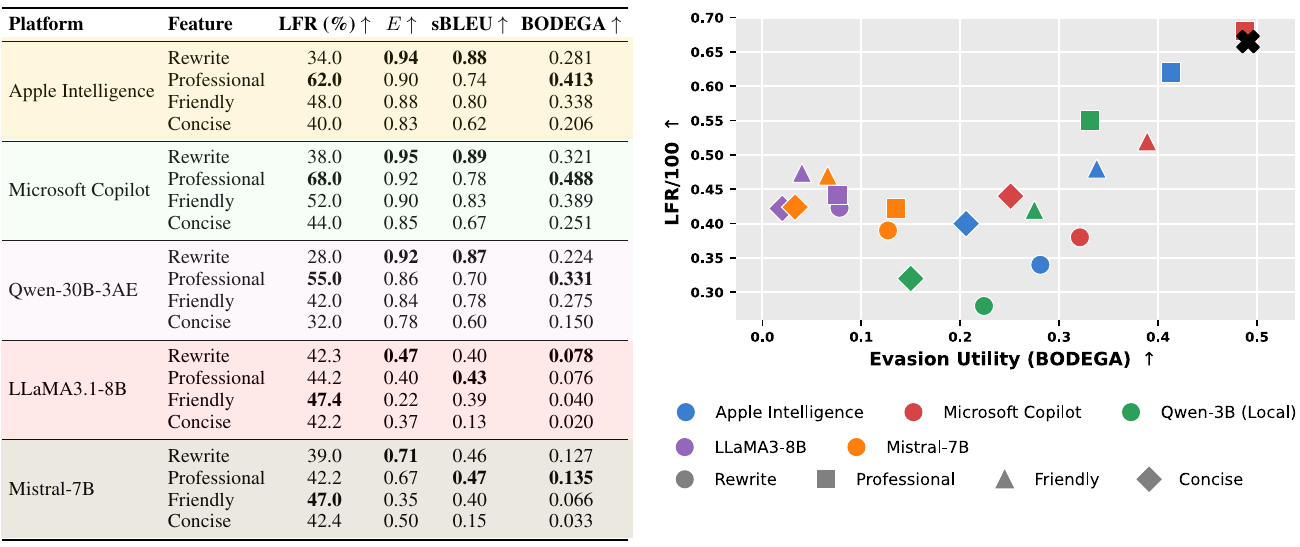 Platform Feature LFR (%) ↑ E ↑ sBLEU ↑ BODEGA ↑
Apple Intelligence
Rewrite 34.0 0.94 0.88 0.281
Professional 62.0 0.90 0.74 0.413
Friendly 48.0 0.88 0.80 0.338
Concise 40.0 0.83 0.62 0.206
Microsoft Copilot
Rewrite 38.0 0.95 0.89 0.321
Professional 68.0 0.92 0.78 0.488
Friendly 52.0 0.90 0.83 0.389
Concise 44.0 0.85 0.67 0.251
Qwen-30B-3AE
Rewrite 28.0 0.92 0.87 0.224
Professional 55.0 0.86 0.70 0.331
Friendly 42.0 0.84 0.78 0.275
Concise 32.0 0.78 0.60 0.150
LLaMA3.1-8B
Rewrite 42.3 0.47 0.40 0.078
Professional 44.2 0.40 0.43 0.076
Friendly 47.4 0.22 0.39 0.040
Concise 42.2 0.37 0.13 0.020
Mistral-7B
Rewrite 39.0 0.71 0.46 0.127
Professional 42.2 0.67 0.47 0.135
Friendly 47.0 0.35 0.40 0.066
Concise 42.4 0.50 0.15 0.033
LFR/100 ↑
0.70
0.65
0.60
0.55
0.50
0.45
0.40
0.35
0.30
0.0 0.1 0.2 0.3 0.4 0.5
Evasion Utility (BODEGA) ↑
Apple Intelligence Microsoft Copilot Qwen-3B (Local)
LLaMA3-8B Mistral-7B
Rewrite Professional Friendly Concise